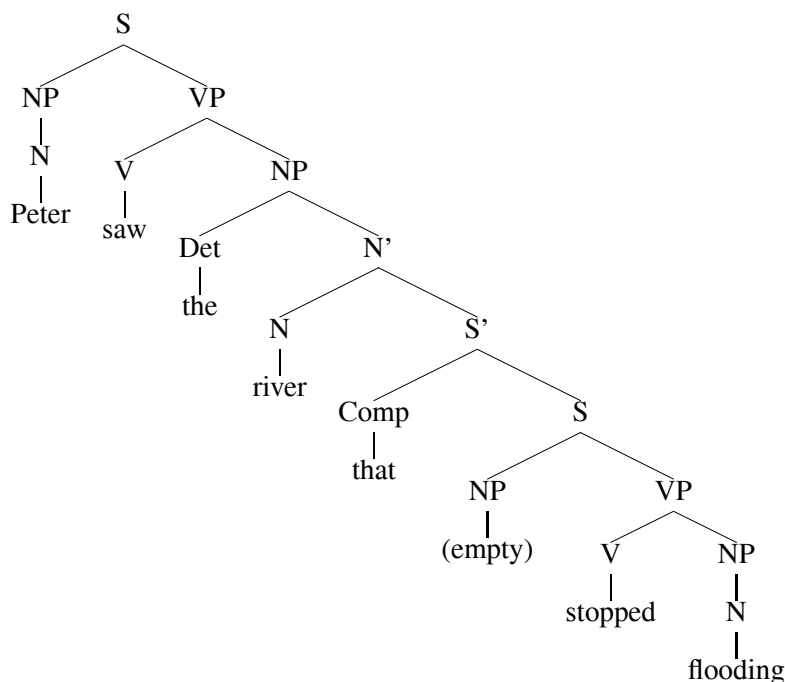 S
NP VP
N V NP
Peter saw Det N'
the N S'
river Comp S
that NP VP
(empty) V NP
stopped N
flooding